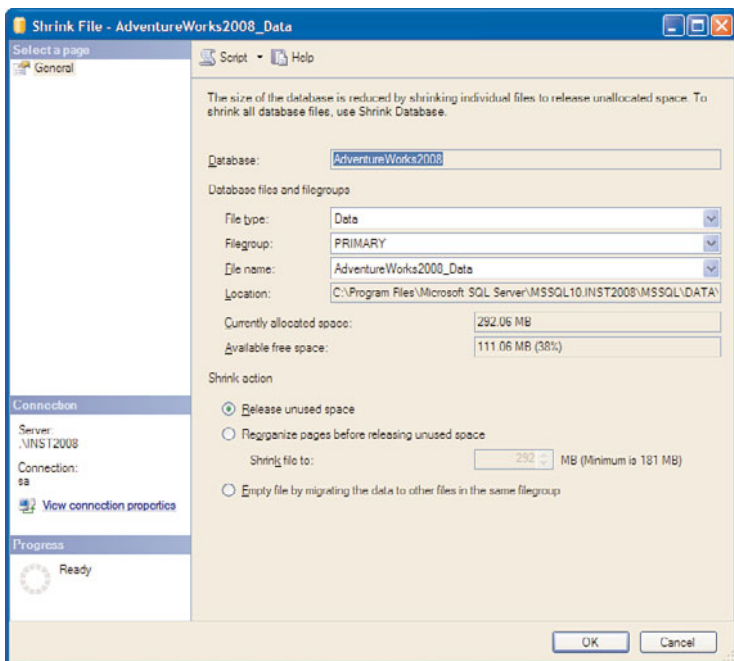 Shrink File - AdventureWorks2008_Data
Select a page
General
Script
Help
The size of the database is reduced by shrinking individual files to release unallocated space. To
shrink all database files, use Shrink Database.
Database:
AdventureWorks2008
Database files and filegroups
File type:
Data
Filegroup:
PRIMARY
File name:
AdventureWorks2008_Data
Location:
C:\Program Files\Microsoft SQL Server\MSSQL10.INST2008\MSSQL\DATA\
Currently allocated space:
292.06 MB
Available free space:
111.06 MB (38%)
Shrink action
Release unused space
Reorganize pages before releasing unused space
Shrink file to:
292
MB (Minimum is 181 MB)
Empty file by migrating the data to other files in the same filegroup
Connection
Server:
.\INST2008
Connection:
sa
View connection properties
Progress
Ready
OK
Cancel